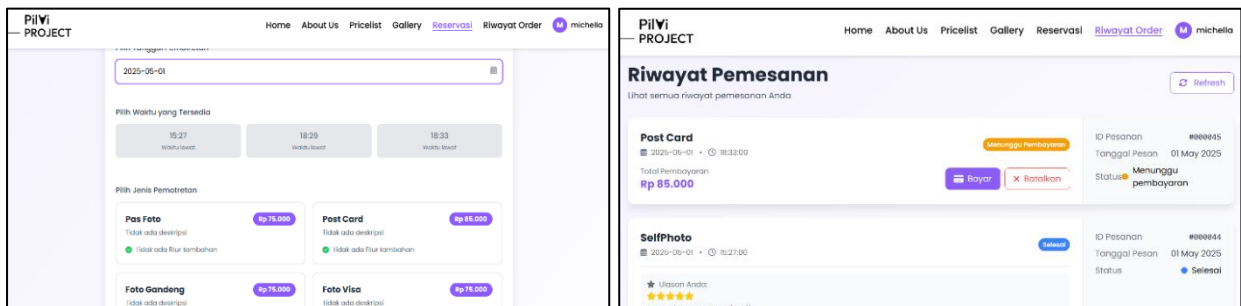 PilVi
PROJECT
Home About Us Pricelist Gallery Reservasi Riwayat Order M michella
2025-05-01
Pilih Waktu yang Tersedia
15:27 18:29 18:33
Waktu lewat Waktu lewat Waktu lewat
Pilih Jenis Pemotretan
Pas Foto Rp 75.000 Post Card Rp 85.000
Tidak ada deskripsi Tidak ada deskripsi
Tidak ada fitur tambahan Tidak ada fitur tambahan
Foto Gandeng Rp 75.000 Foto Visa Rp 75.000
Tidak ada deskripsi Tidak ada deskripsi
PilVi
PROJECT
Home About Us Pricelist Gallery Reservasi Riwayat Order M michella
Riwayat Pemesanan
Lihat semua riwayat pemesanan Anda
Refresh
Post Card
2025-05-01 • 18:33:00
Menunggu Pembayaran
Total Pembayaran
Rp 85.000
Bayar Batalkan
ID Pesanan #000045
Tanggal Pesan 01 May 2025
Status Menunggu
pembayaran
SelfPhoto
2025-05-01 • 15:27:00
Selesai
Ulasan Anda:
ID Pesanan #000044
Tanggal Pesan 01 May 2025
Status Selesai